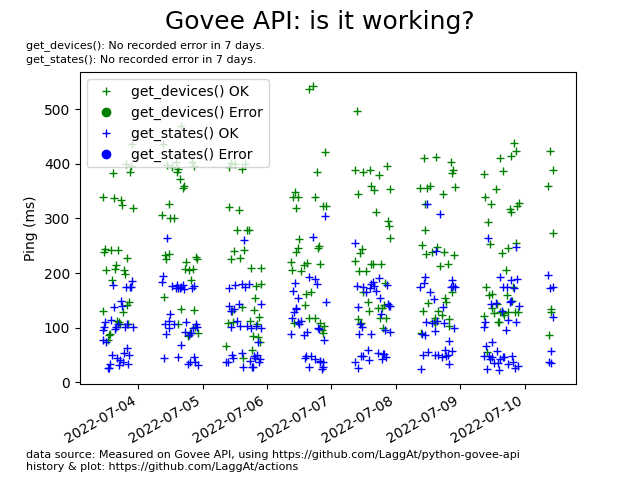 Govee API: is it working?
get_devices(): No recorded error in 7 days.
get_states(): No recorded error in 7 days.
get_devices() OK
get_devices() Error
get_states() OK
get_states() Error
Ping (ms)
500
400
300
200
100
0
2022-07-04
2022-07-05
2022-07-06
2022-07-07
2022-07-08
2022-07-09
2022-07-10
data source: Measured on Govee API, using https://github.com/LaggAt/python-govee-api
history & plot: https://github.com/LaggAt/actions